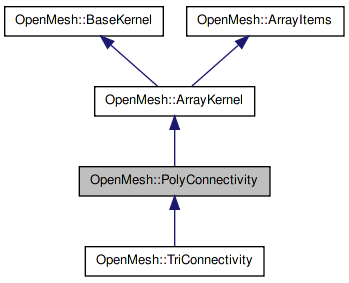 OpenMesh::BaseKernel
OpenMesh::ArrayItems
OpenMesh::ArrayKernel
OpenMesh::PolyConnectivity
OpenMesh::TriConnectivity